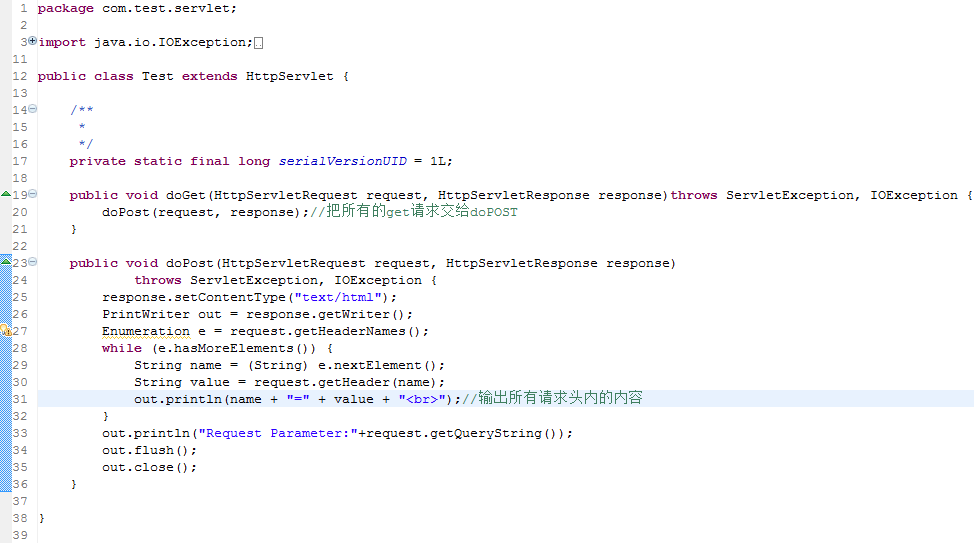 1 package com.test.servlet;
2
3 import java.io.IOException;
11
12 public class Test extends HttpServlet {
13
14     /**
15      *
16      */
17     private static final long serialVersionUID = 1L;
18
19     public void doGet(HttpServletRequest request, HttpServletResponse response)throws ServletException, IOException {
20         doPost(request, response);//把所有的get请求交给doPOST
21     }
22
23     public void doPost(HttpServletRequest request, HttpServletResponse response)
24             throws ServletException, IOException {
25         response.setContentType("text/html");
26         PrintWriter out = response.getWriter();
27         Enumeration e = request.getHeaderNames();
28         while (e.hasMoreElements()) {
29             String name = (String) e.nextElement();
30             String value = request.getHeader(name);
31             out.println(name + "=" + value + "<br>");//输出所有请求头内的内容
32         }
33         out.println("Request Parameter:"+request.getQueryString());
34         out.flush();
35         out.close();
36     }
37
38 }
39